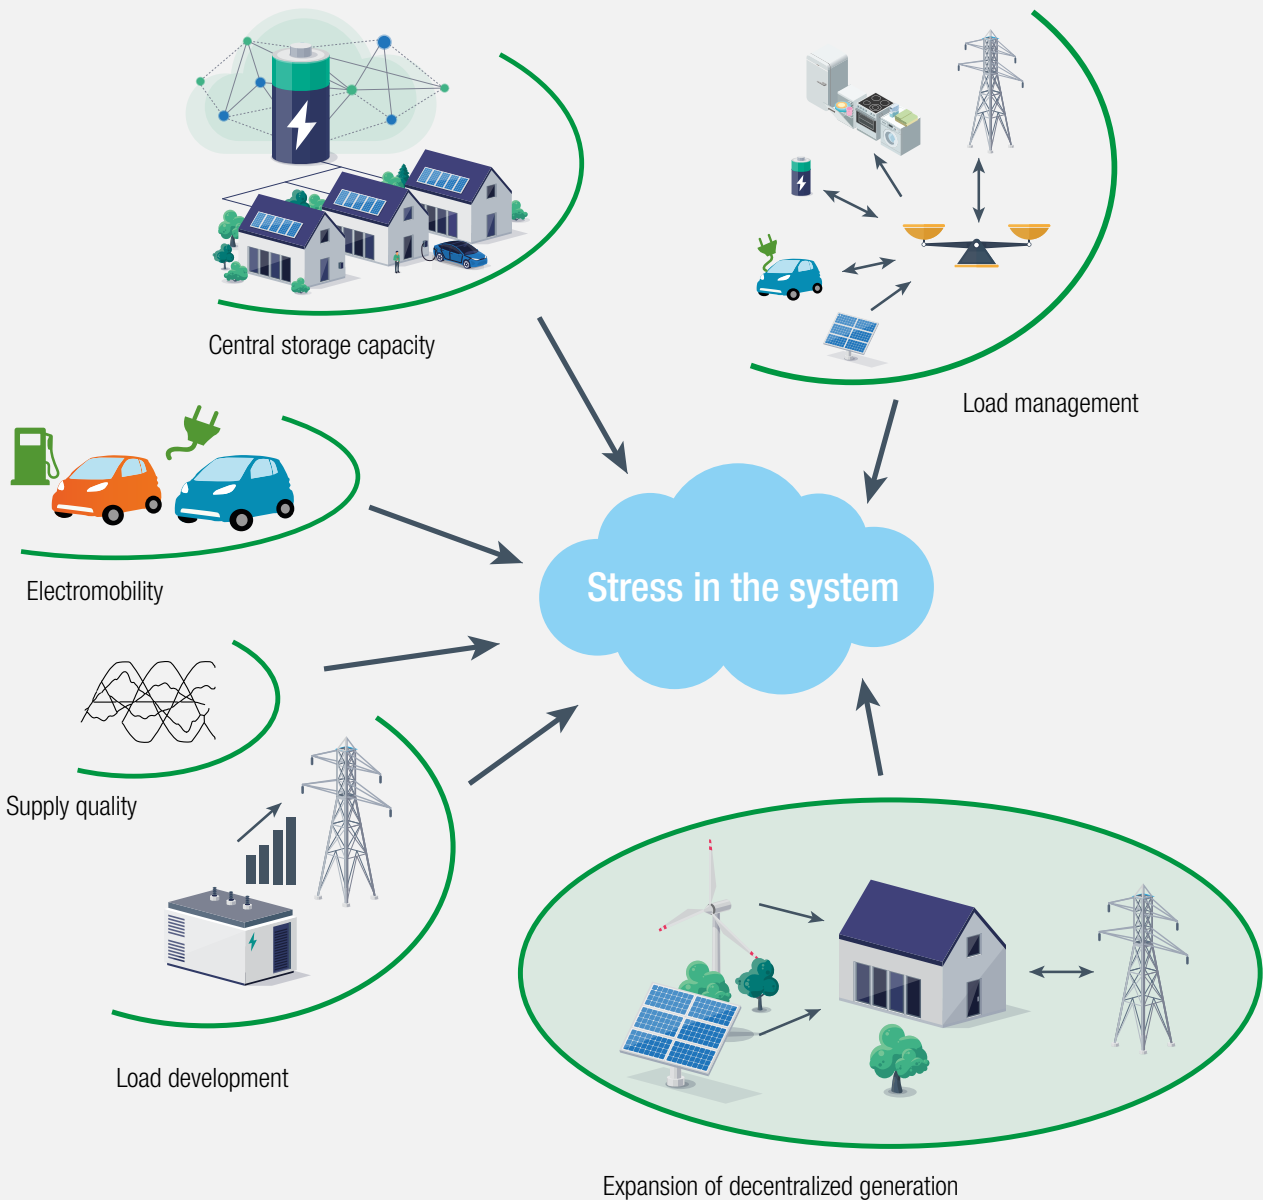 Central storage capacity
Load management
Electromobility
Stress in the system
Supply quality
Load development
Expansion of decentralized generation